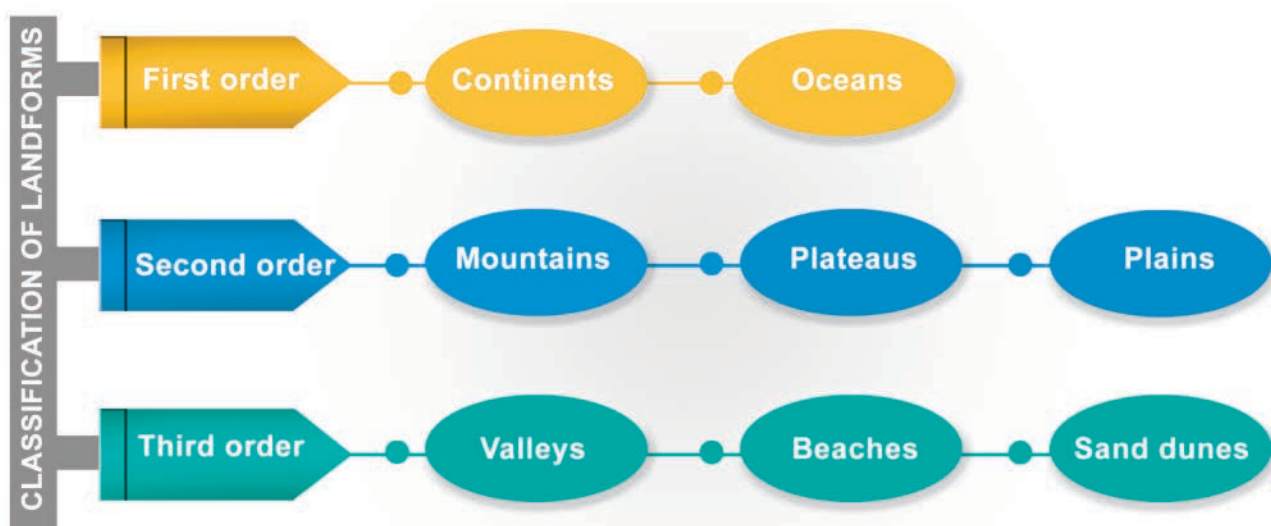 CLASSIFICATION OF LANDFORMS
First order
Continents
Oceans
Second order
Mountains
Plateaus
Plains
Third order
Valleys
Beaches
Sand dunes